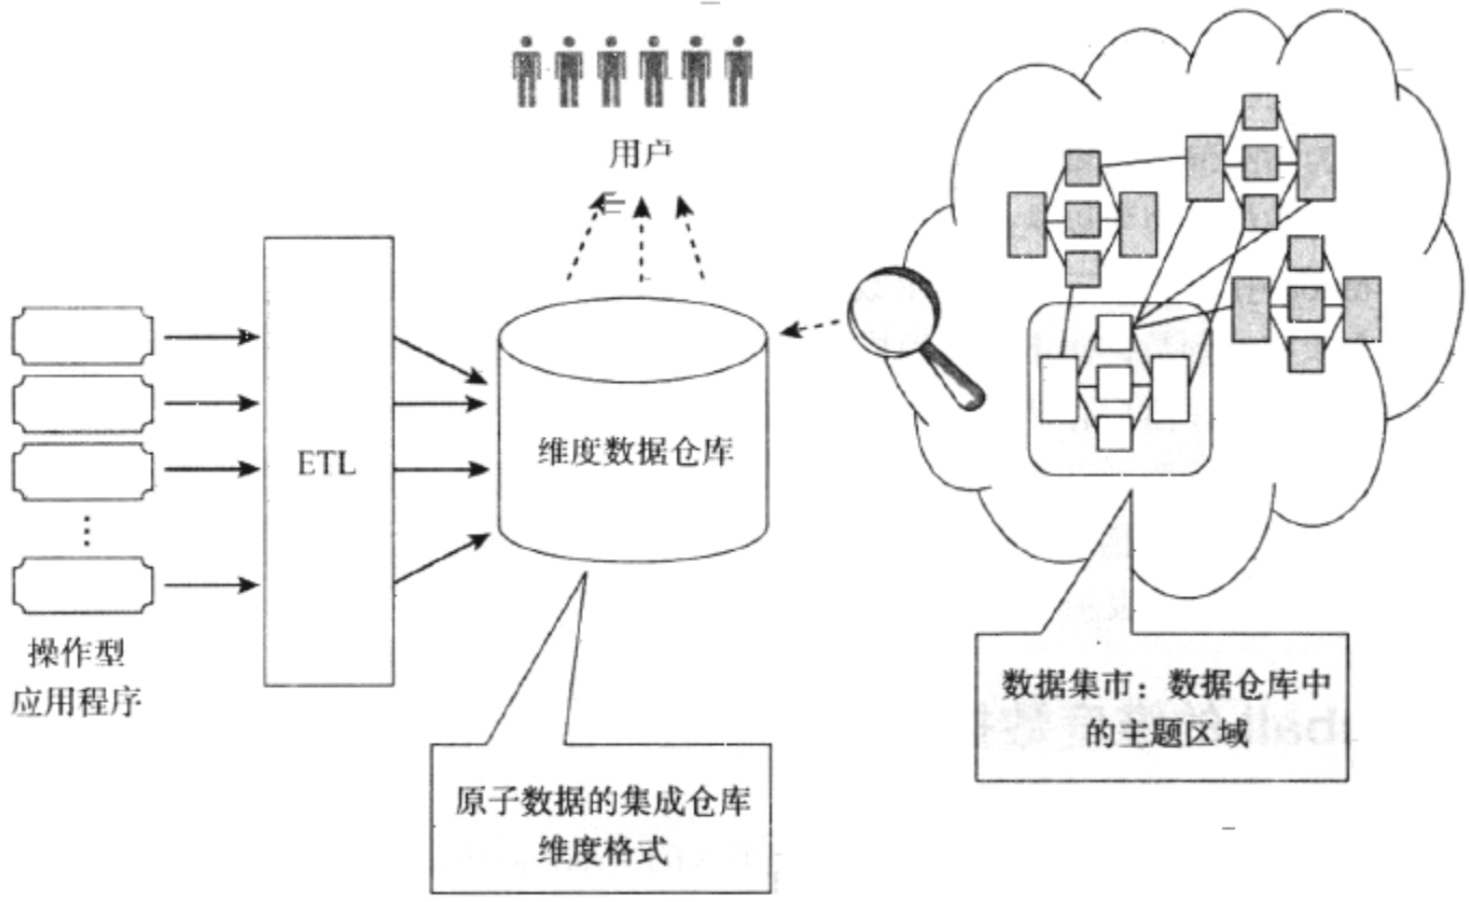 用户
ETL
维度数据仓库
操作型
应用程序
原子数据的集成仓库
维度格式
数据集市：数据仓库中
的主题区域